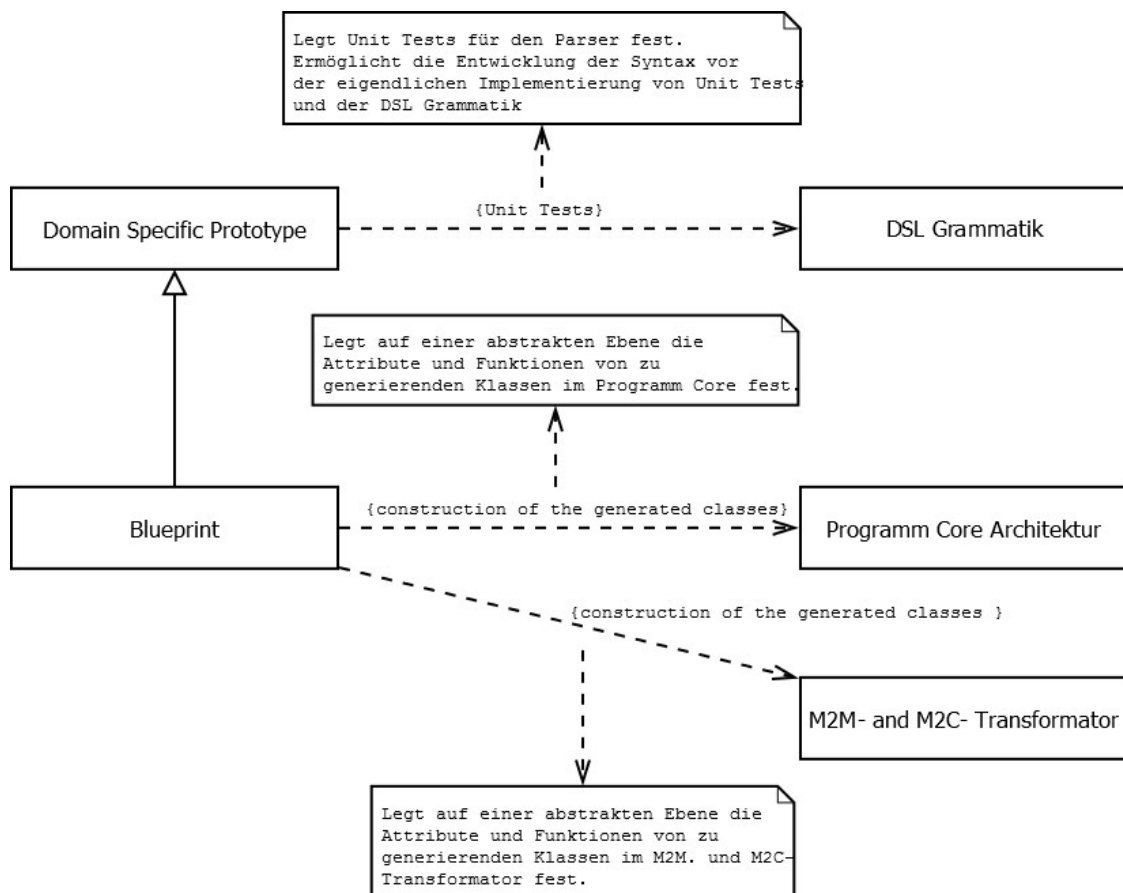 Legt Unit Tests für den Parser fest.
Ermöglicht die Entwicklung der Syntax vor
der eigendlichen Implementierung von Unit Tests
und der DSL Grammatik
{Unit Tests}
Domain Specific Prototype
DSL Grammatik
Legt auf einer abstrakten Ebene die
Attribute und Funktionen von zu
generierenden Klassen im Programm Core fest.
{construction of the generated classes}
Blueprint
Programm Core Architektur
{construction of the generated classes }
M2M- and M2C- Transformator
Legt auf einer abstrakten Ebene die
Attribute und Funktionen von zu
generierenden Klassen im M2M. und M2C-
Transformator fest.